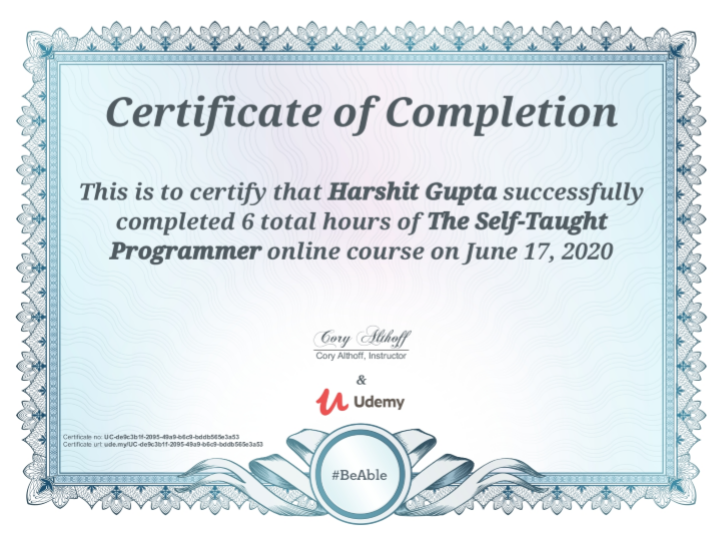 Certificate of Completion
This is to certify that Harshit Gupta successfully
completed 6 total hours of The Self-Taught
Programmer online course on June 17, 2020
Cory Althoff
Cory Althoff, Instructor
&
Udemy
Certificate no: UC-de9c3b1f-2095-49a9-b6c9-bddb565e3a53
Certificate url: ude.my/UC-de9c3b1f-2095-49a9-b6c9-bddb565e3a53
#BeAble